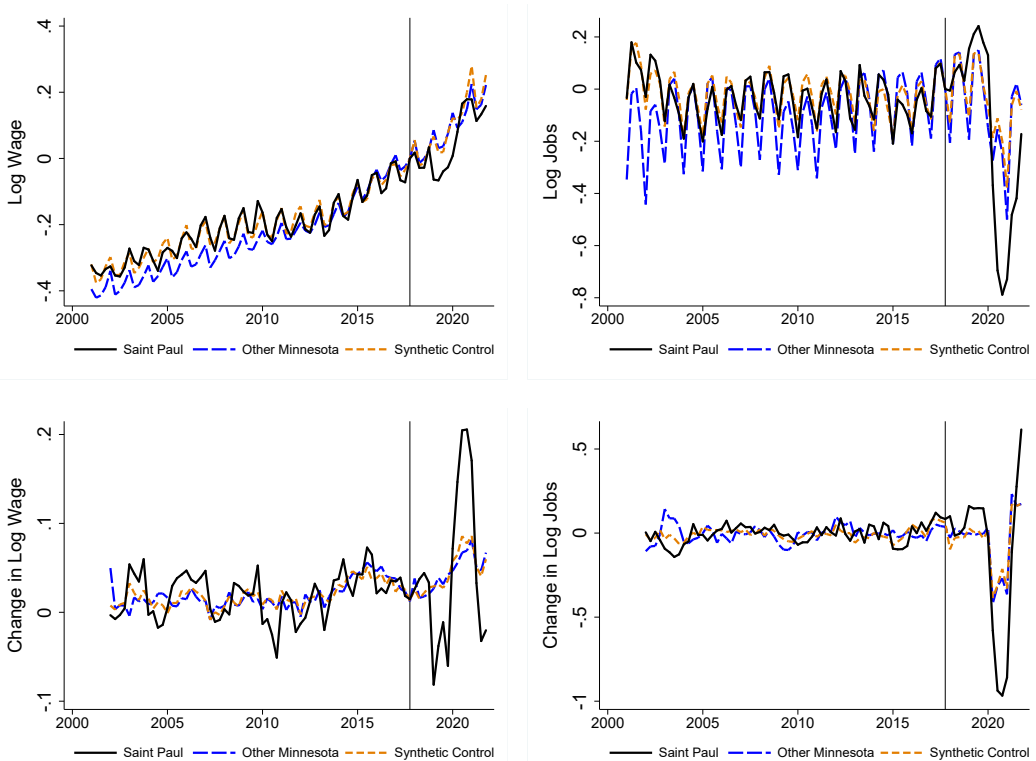 Log Wage
.4
.2
0
-.2
-.4
2000 2005 2010 2015 2020
Saint Paul Other Minnesota Synthetic Control
Log Jobs
.2
0
-.2
-.4
-.6
-.8
2000 2005 2010 2015 2020
Saint Paul Other Minnesota Synthetic Control
Change in Log Wage
.2
.1
0
-.1
2000 2005 2010 2015 2020
Saint Paul Other Minnesota Synthetic Control
Change in Log Jobs
.5
0
-.5
-1
2000 2005 2010 2015 2020
Saint Paul Other Minnesota Synthetic Control